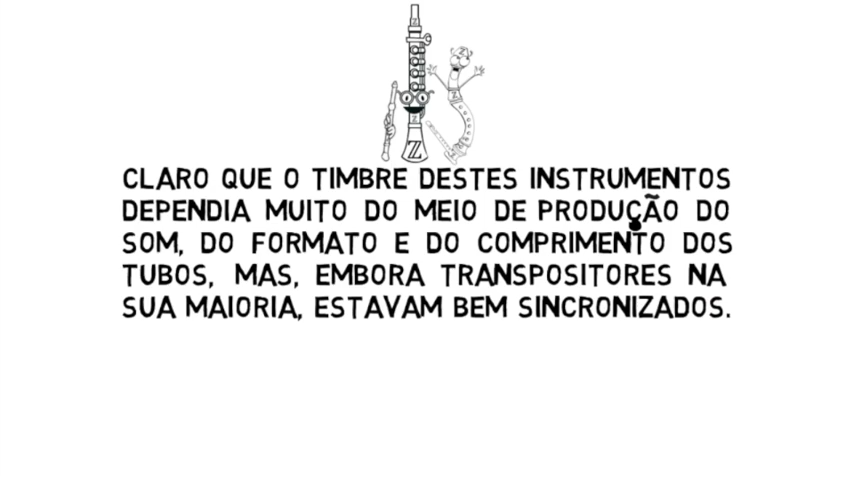 CLARO QUE O TIMBRE DESTES INSTRUMENTOS
DEPENDIA MUITO DO MEIO DE PRODUÇÃO DO
SOM, DO FORMATO E DO COMPRIMENTO DOS
TUBOS, MAS, EMBORA TRANSPOSITORES NA
SUA MAIORIA, ESTAVAM BEM SINCRONIZADOS.